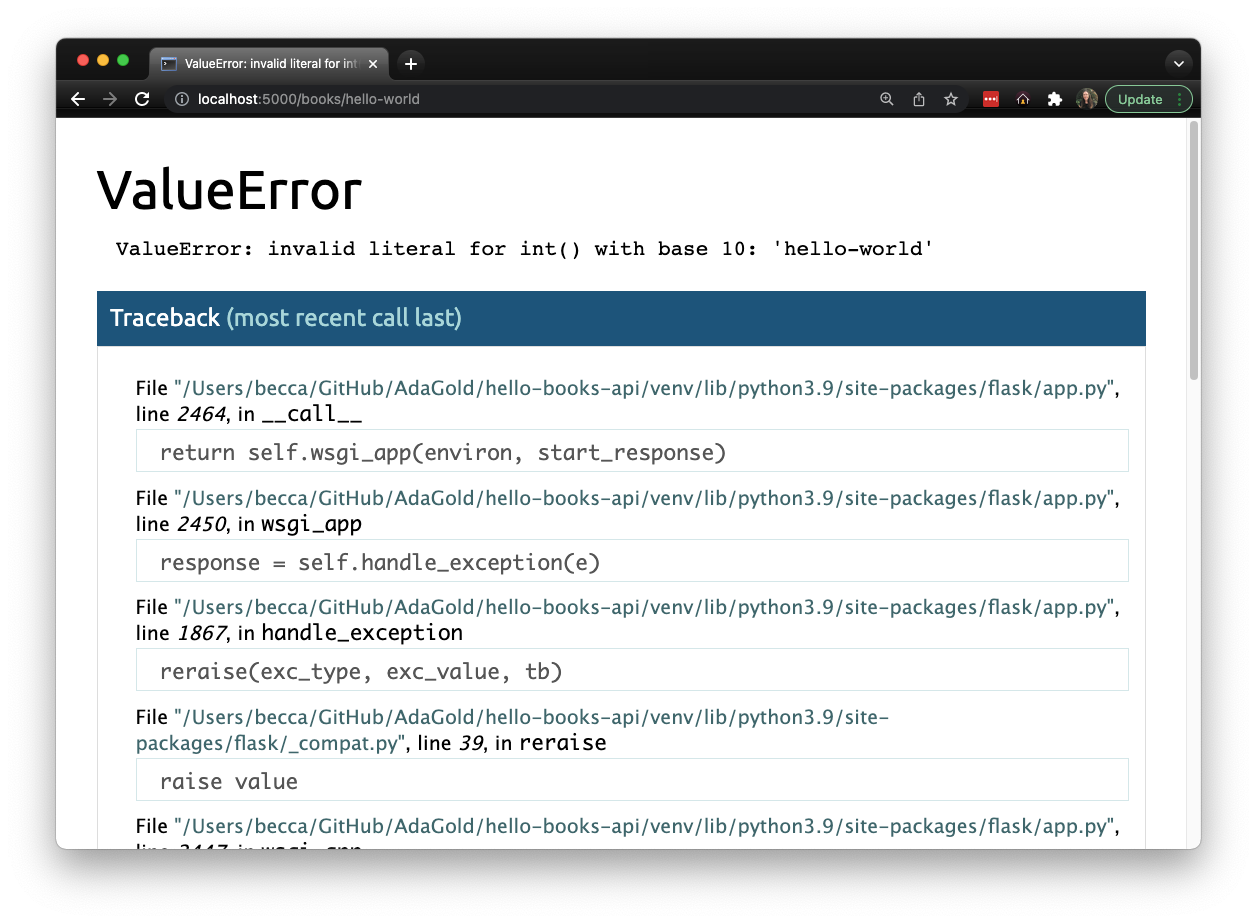 ValueError: invalid literal for int
localhost:5000/books/hello-world
Update
ValueError
ValueError: invalid literal for int() with base 10: 'hello-world'
Traceback (most recent call last)
File "/Users/becca/GitHub/AdaGold/hello-books-api/venv/lib/python3.9/site-packages/flask/app.py",
line 2464, in __call__
return self.wsgi_app(environ, start_response)
File "/Users/becca/GitHub/AdaGold/hello-books-api/venv/lib/python3.9/site-packages/flask/app.py",
line 2450, in wsgi_app
response = self.handle_exception(e)
File "/Users/becca/GitHub/AdaGold/hello-books-api/venv/lib/python3.9/site-packages/flask/app.py",
line 1867, in handle_exception
reraise(exc_type, exc_value, tb)
File "/Users/becca/GitHub/AdaGold/hello-books-api/venv/lib/python3.9/site-
packages/flask/_compat.py", line 39, in reraise
raise value
File "/Users/becca/GitHub/AdaGold/hello-books-api/venv/lib/python3.9/site-packages/flask/app.py",
line 2447, in wsgi_app